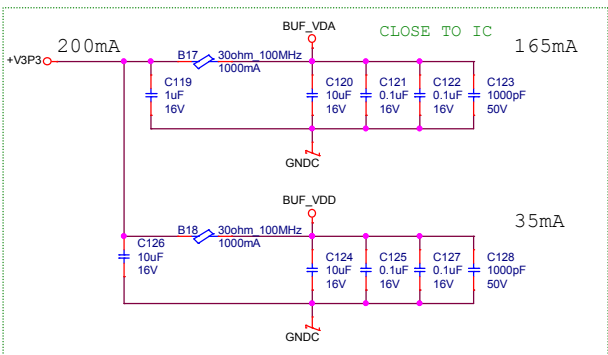 BUF_VDA
CLOSE TO IC
200mA
165mA
+V3P3
B17
30ohm_100MHz
1000mA
C119
1uF
16V
C120
10uF
16V
C121
0.1uF
16V
C122
0.1uF
16V
C123
1000pF
50V
GNDC
BUF_VDD
35mA
B18
30ohm_100MHz
1000mA
C126
10uF
16V
C124
10uF
16V
C125
0.1uF
16V
C127
0.1uF
16V
C128
1000pF
50V
GNDC